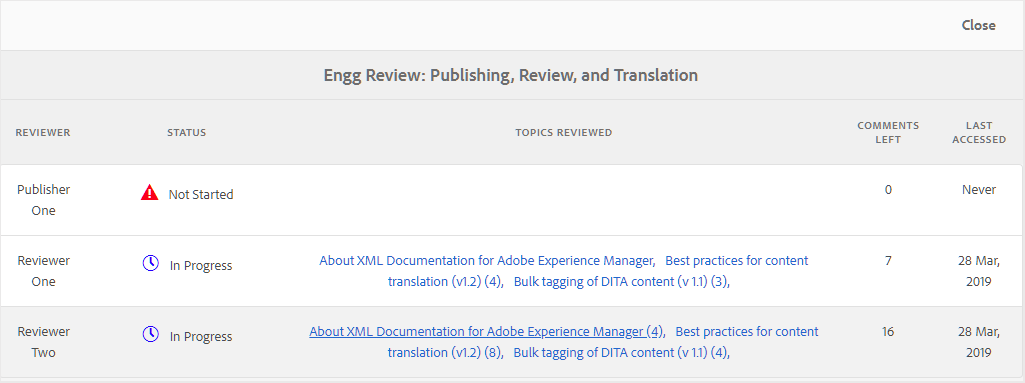 Close
Engg Review: Publishing, Review, and Translation
REVIEWER STATUS TOPICS REVIEWED COMMENTS LEFT LAST ACCESSED
Publisher One Not Started 0 Never
Reviewer One In Progress About XML Documentation for Adobe Experience Manager, Best practices for content
translation (v1.2) (4), Bulk tagging of DITA content (v 1.1) (3), 7 28 Mar, 2019
Reviewer Two In Progress About XML Documentation for Adobe Experience Manager (4), Best practices for content
translation (v1.2) (8), Bulk tagging of DITA content (v 1.1) (4), 16 28 Mar, 2019